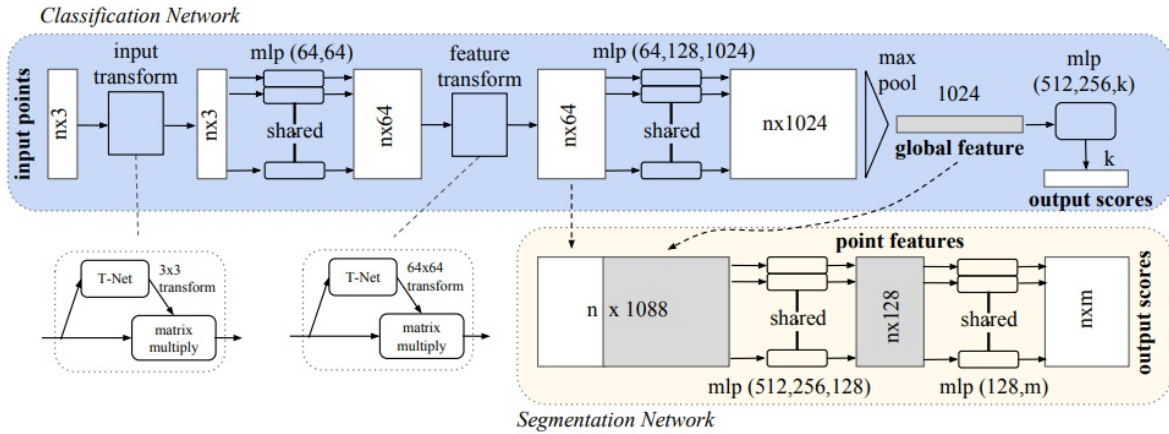 Classification Network
input points
nx3
input
transform
nx3
mlp (64,64)
shared
nx64
feature
transform
nx64
mlp (64,128,1024)
shared
nx1024
max
pool
1024
global feature
mlp
(512,256,k)
k
output scores
T-Net
3x3
transform
matrix
multiply
T-Net
64x64
transform
matrix
multiply
point features
n x 1088
shared
mlp (512,256,128)
nx128
shared
mlp (128,m)
nxm
output scores
Segmentation Network